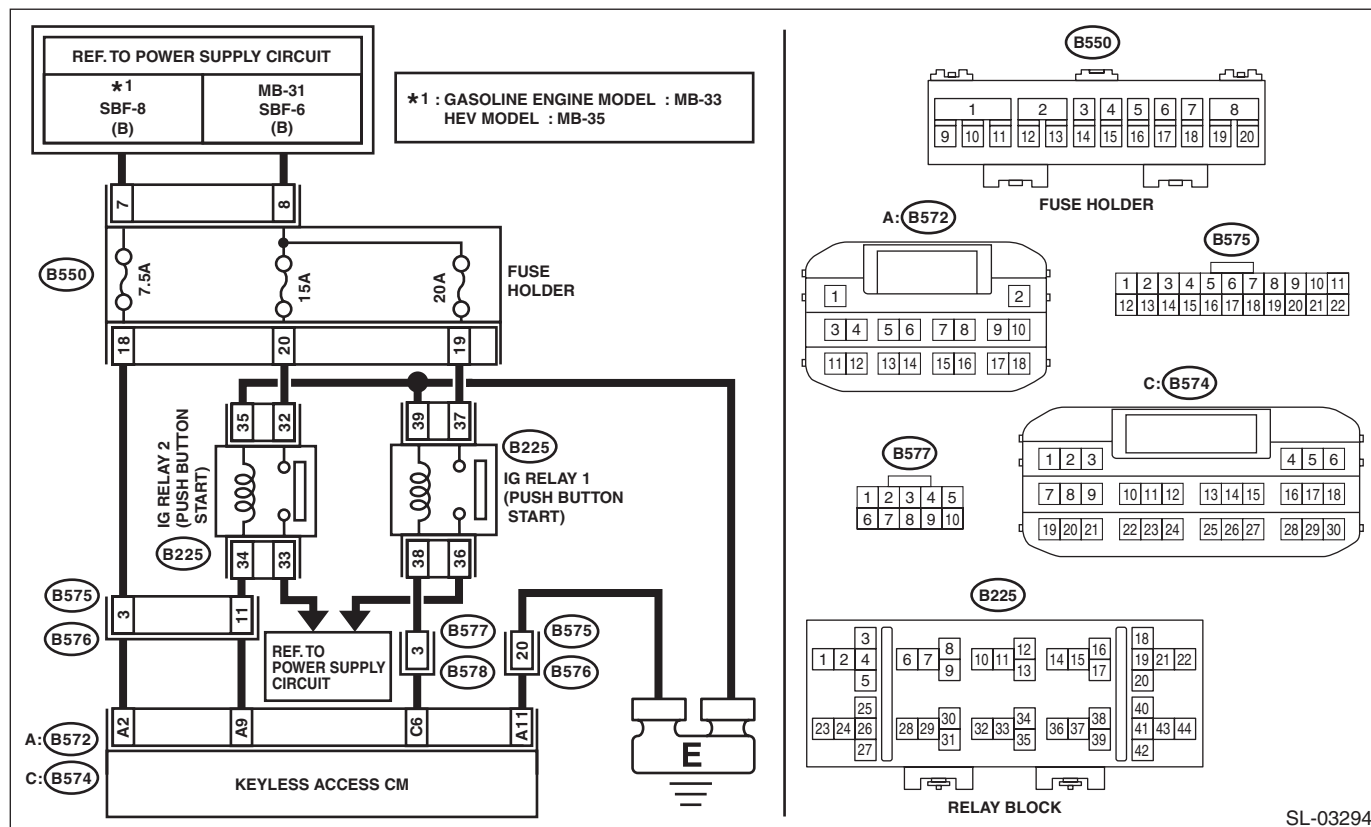 REF. TO POWER SUPPLY CIRCUIT
*1
SBF-8
(B)
MB-31
SBF-6
(B)
*1 : GASOLINE ENGINE MODEL : MB-33
HEV MODEL : MB-35
7
8
B550
7.5A
15A
20A
FUSE
HOLDER
18
20
19
35
32
39
37
IG RELAY 2
(PUSH BUTTON
START)
B225
B225
IG RELAY 1
(PUSH BUTTON
START)
34
33
38
36
B575
B576
3
11
REF. TO
POWER SUPPLY
CIRCUIT
3
B577
B578
20
B575
B576
A2
A9
C6
A11
A: B572
C: B574
KEYLESS ACCESS CM
E
B550
1 2 3 4 5 6 7 8
9 10 11 12 13 14 15 16 17 18 19 20
FUSE HOLDER
A: B572
1 2
3 4 5 6 7 8 9 10
11 12 13 14 15 16 17 18
B575
1 2 3 4 5 6 7 8 9 10 11
12 13 14 15 16 17 18 19 20 21 22
C: B574
1 2 3 4 5 6
7 8 9 10 11 12 13 14 15 16 17 18
19 20 21 22 23 24 25 26 27 28 29 30
B577
1 2 3 4 5
6 7 8 9 10
B225
3 8 12 16 18
1 2 4 6 7 10 11 14 15 19 21 22
5 9 13 17 20
25 30 34 38 40
23 24 26 28 29 32 33 36 37 41 43 44
27 31 35 39 42
RELAY BLOCK
SL-03294